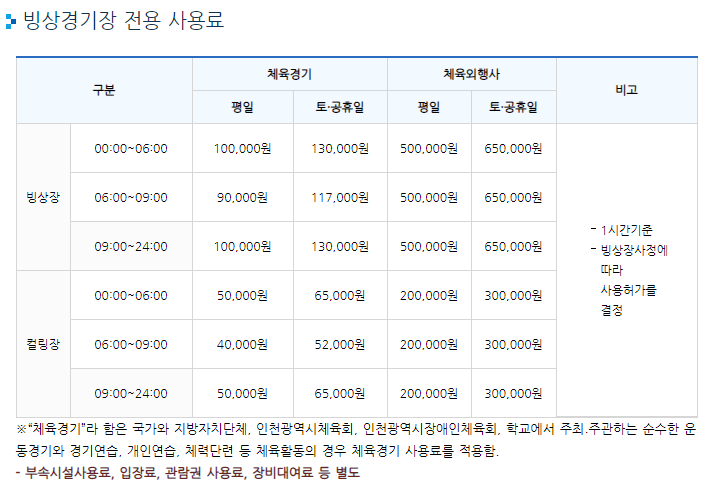 빙상경기장 전용 사용료
구분 체육경기 체육외행사 비고
평일 토·공휴일 평일 토·공휴일
빙상장 00:00~06:00 100,000원 130,000원 500,000원 650,000원
06:00~09:00 90,000원 117,000원 500,000원 650,000원
09:00~24:00 100,000원 130,000원 500,000원 650,000원
컬링장 00:00~06:00 50,000원 65,000원 200,000원 300,000원
06:00~09:00 40,000원 52,000원 200,000원 300,000원
09:00~24:00 50,000원 65,000원 200,000원 300,000원
- 1시간기준
- 빙상장사정에
따라
사용허가를
결정
※“체육경기”라 함은 국가와 지방자치단체, 인천광역시체육회, 인천광역시장애인체육회, 학교에서 주최.주관하는 순수한 운
동경기와 경기연습, 개인연습, 체력단련 등 체육활동의 경우 체육경기 사용료를 적용함.
- 부속시설사용료, 입장료, 관람권 사용료, 장비대여료 등 별도